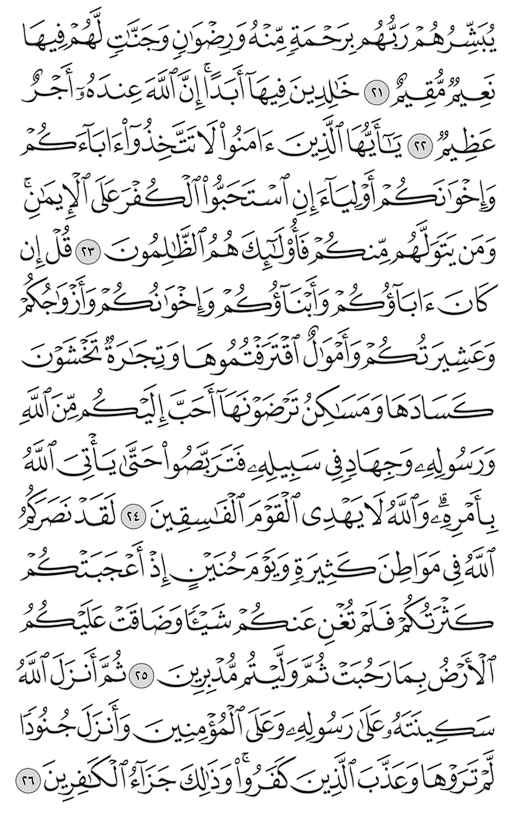 يُبَشِّرُهُمْ رَبُّهُم بِرَحْمَةٍ مِّنْهُ وَرِضْوَٰنٍ وَجَنَّٰتٍ لَّهُمْ فِيهَا
نَعِيمٌ مُّقِيمٌ ٢١ خَٰلِدِينَ فِيهَآ أَبَدًا ۚ إِنَّ ٱللَّهَ عِندَهُۥٓ أَجْرٌ
عَظِيمٌ ٢٢ يَٰٓأَيُّهَا ٱلَّذِينَ ءَامَنُوا۟ لَا تَتَّخِذُوٓا۟ ءَابَآءَكُمْ
وَإِخْوَٰنَكُمْ أَوْلِيَآءَ إِنِ ٱسْتَحَبُّوا۟ ٱلْكُفْرَ عَلَى ٱلْإِيمَٰنِ ۚ
وَمَن يَتَوَلَّهُم مِّنكُمْ فَأُو۟لَٰٓئِكَ هُمُ ٱلظَّٰلِمُونَ ٢٣ قُلْ إِن
كَانَ ءَابَآؤُكُمْ وَأَبْنَآؤُكُمْ وَإِخْوَٰنُكُمْ وَأَزْوَٰجُكُمْ
وَعَشِيرَتُكُمْ وَأَمْوَٰلٌ ٱقْتَرَفْتُمُوهَا وَتِجَٰرَةٌ تَخْشَوْنَ
كَسَادَهَا وَمَسَٰكِنُ تَرْضَوْنَهَآ أَحَبَّ إِلَيْكُم مِّنَ ٱللَّهِ
وَرَسُولِهِۦ وَجِهَادٍ فِى سَبِيلِهِۦ فَتَرَبَّصُوا۟ حَتَّىٰ يَأْتِىَ ٱللَّهُ
بِأَمْرِهِۦ ۗ وَٱللَّهُ لَا يَهْدِى ٱلْقَوْمَ ٱلْفَٰسِقِينَ ٢٤ لَقَدْ نَصَرَكُمُ
ٱللَّهُ فِى مَوَاطِنَ كَثِيرَةٍ ۙ وَيَوْمَ حُنَيْنٍ ۙ إِذْ أَعْجَبَتْكُمْ
كَثْرَتُكُمْ فَلَمْ تُغْنِ عَنكُمْ شَيْـًٔا وَضَاقَتْ عَلَيْكُمُ
ٱلْأَرْضُ بِمَا رَحُبَتْ ثُمَّ وَلَّيْتُم مُّدْبِرِينَ ٢٥ ثُمَّ أَنزَلَ ٱللَّهُ
سَكِينَتَهُۥ عَلَىٰ رَسُولِهِۦ وَعَلَى ٱلْمُؤْمِنِينَ وَأَنزَلَ جُنُودًا
لَّمْ تَرَوْهَا وَعَذَّبَ ٱلَّذِينَ كَفَرُوا۟ ۚ وَذَٰلِكَ جَزَآءُ ٱلْكَٰفِرِينَ ٢٦